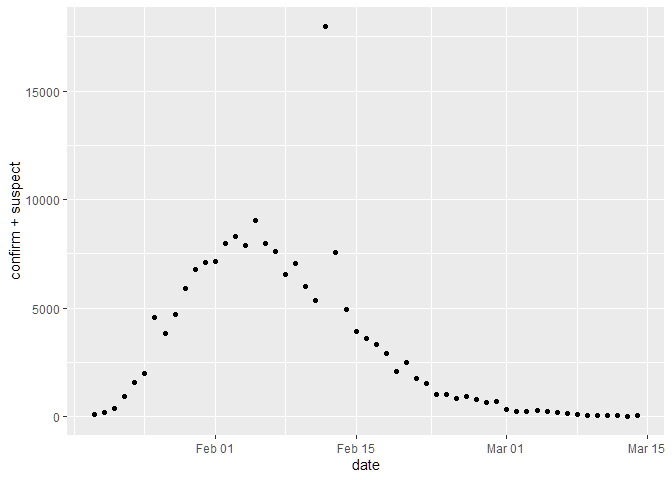 15000
10000
5000
0
confirm + suspect
Feb 01
Feb 15
Mar 01
Mar 15
date